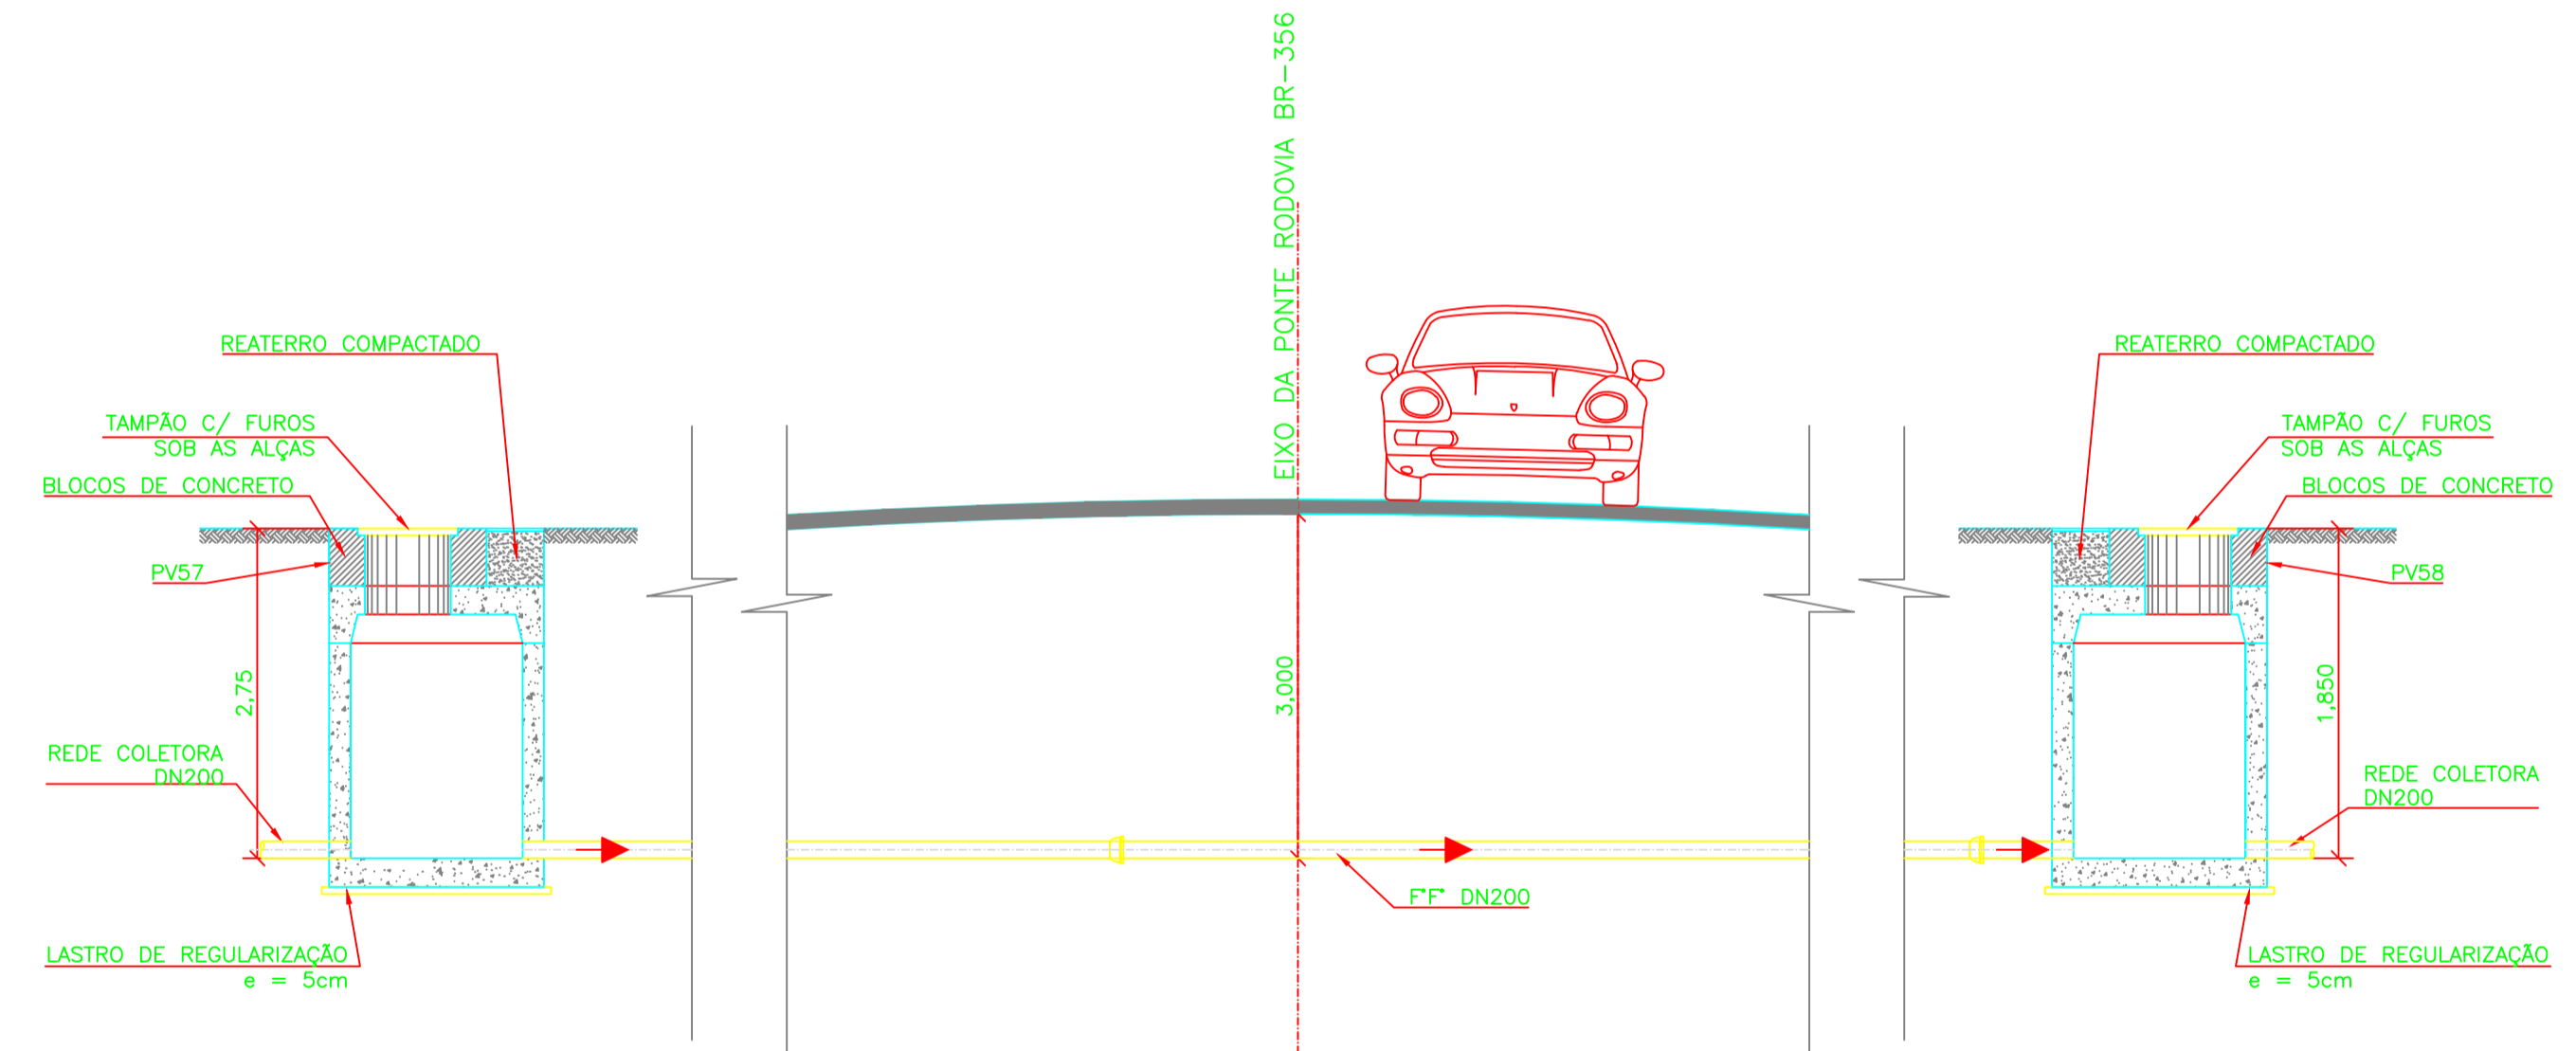 EIXO DA PONTE RODOVIA BR-356
REATERRO COMPACTADO
TAMPÃO C/ FUROS
SOB AS ALÇAS
BLOCOS DE CONCRETO
PV57
2,75
REDE COLETORA
DN200
LASTRO DE REGULARIZAÇÃO
e = 5cm
3,000
F°F° DN200
REATERRO COMPACTADO
TAMPÃO C/ FUROS
SOB AS ALÇAS
BLOCOS DE CONCRETO
PV58
1,850
REDE COLETORA
DN200
LASTRO DE REGULARIZAÇÃO
e = 5cm